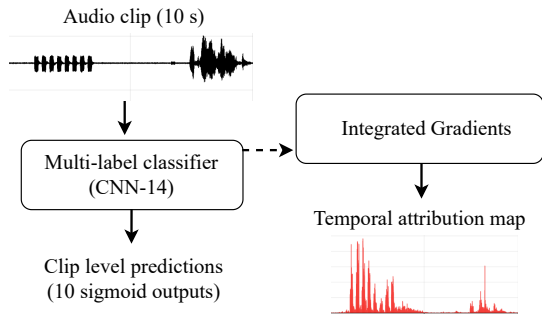 Audio clip (10 s)
Multi-label classifier
(CNN-14)
Integrated Gradients
Clip level predictions
(10 sigmoid outputs)
Temporal attribution map